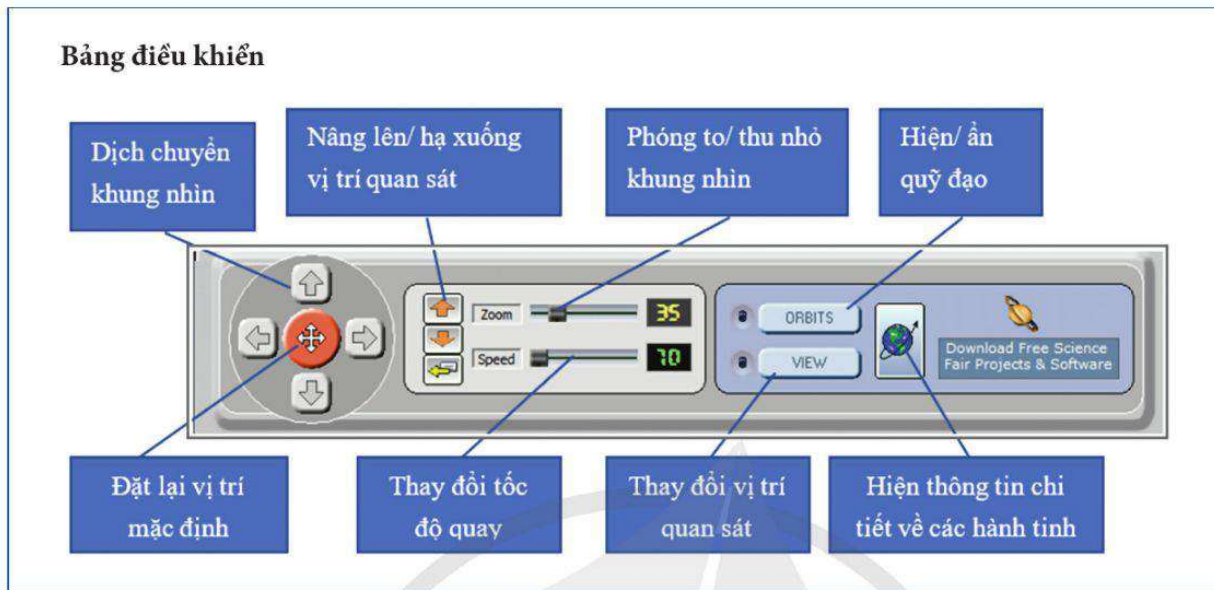 Bảng điều khiển
Dịch chuyển
khung nhìn
Nâng lên/ hạ xuống
vị trí quan sát
Phóng to/ thu nhỏ
khung nhìn
Hiện/ ẩn
quỹ đạo
Zoom
35
ORBITS
Speed
70
VIEW
Download Free Science
Fair Projects & Software
Đặt lại vị trí
mặc định
Thay đổi tốc
độ quay
Thay đổi vị trí
quan sát
Hiện thông tin chi
tiết về các hành tinh